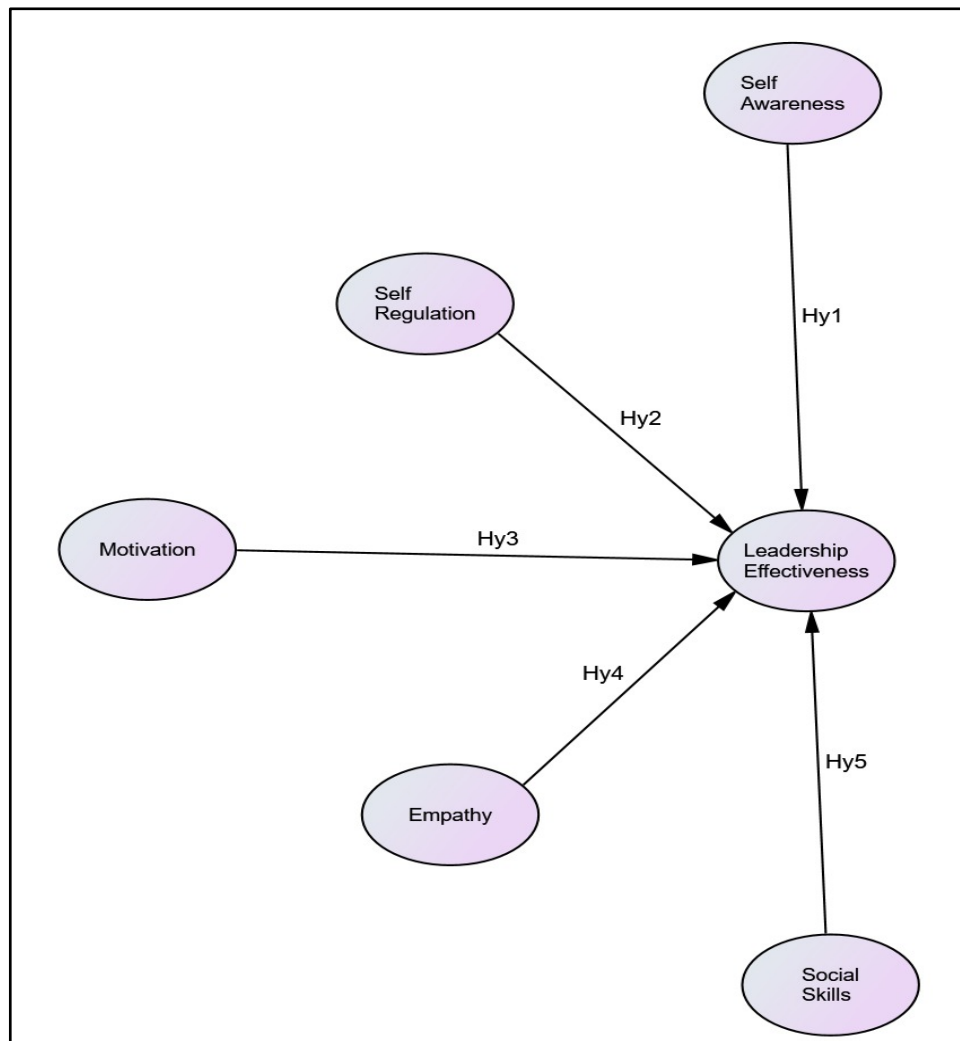 Self
Awareness
Hy1
Self
Regulation
Hy2
Motivation
Hy3
Leadership
Effectiveness
Hy4
Empathy
Hy5
Social
Skills